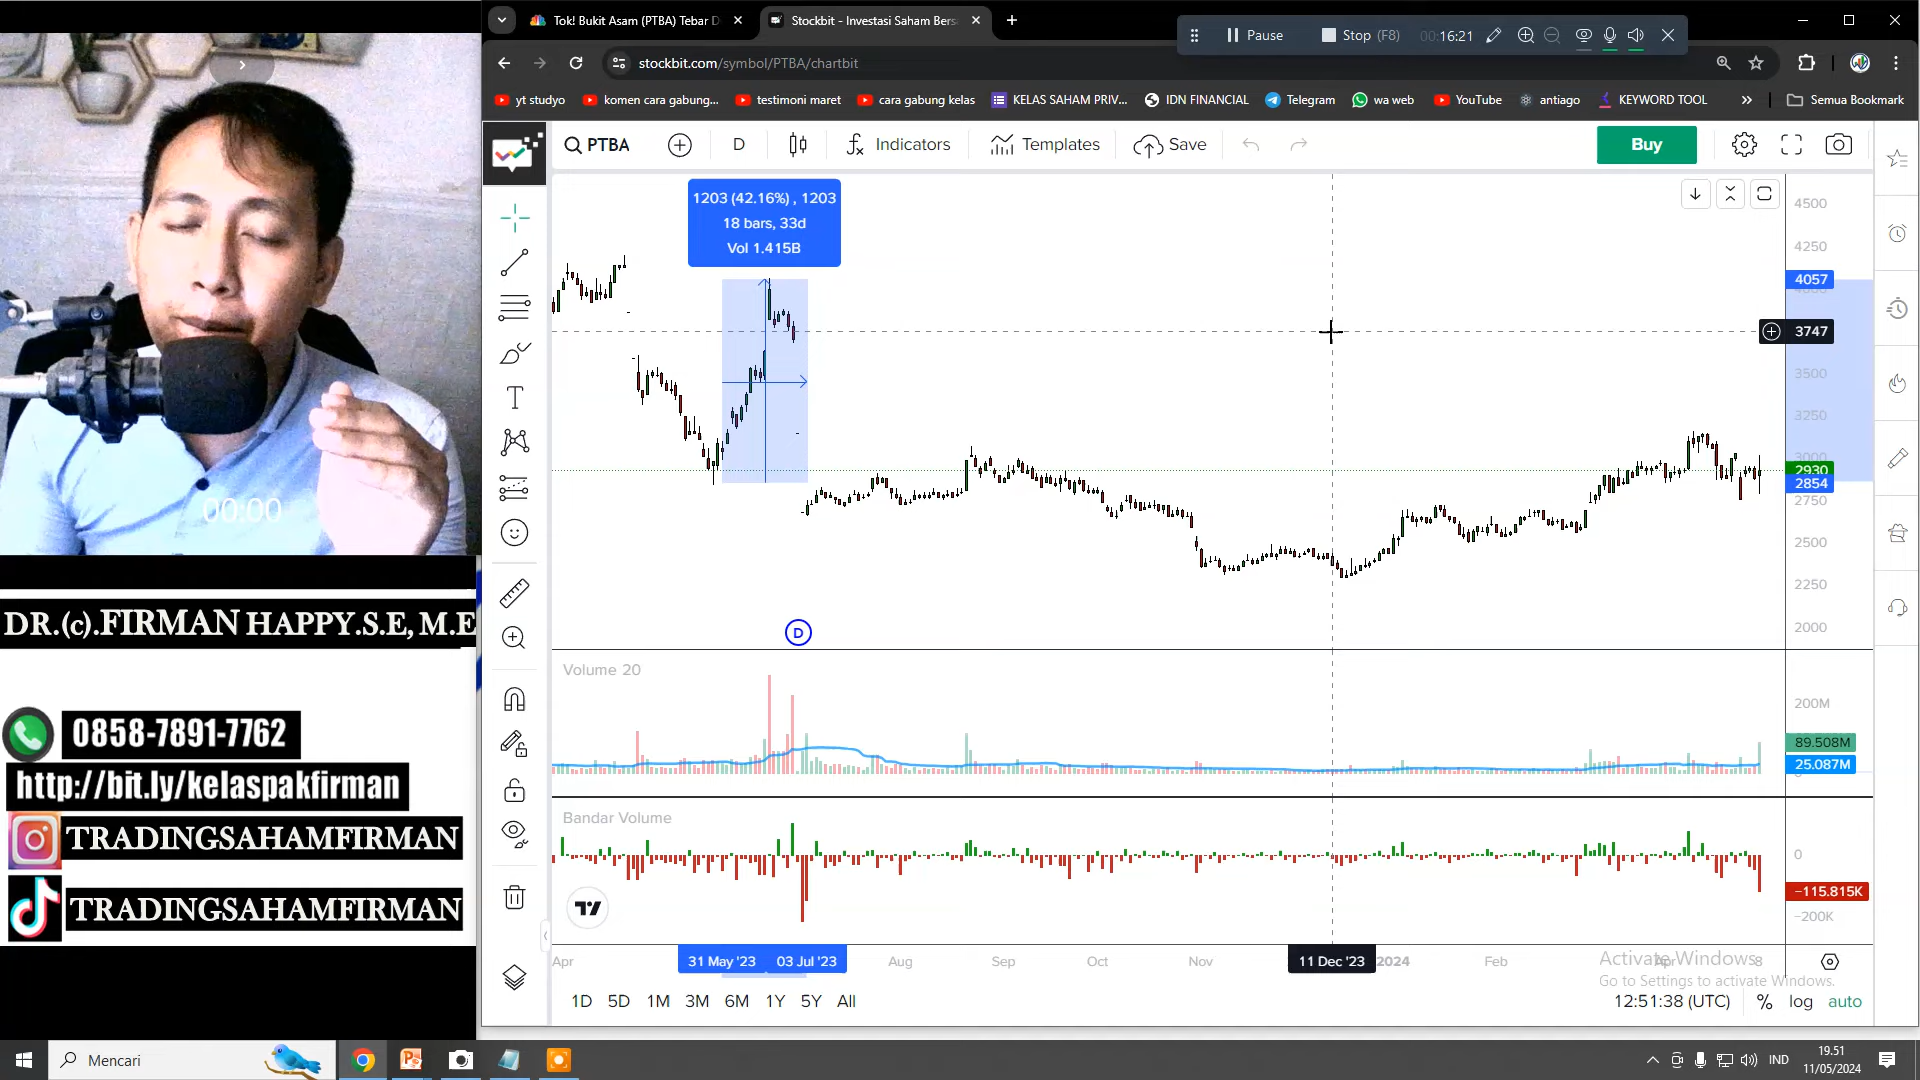 Tok! Bukit Asam (PTBA) Tebar D
Stockbit - Investasi Saham Bers
Pause
Stop (F8)
00:16:21
stockbit.com/symbol/PTBA/chartbit
yt studyo
komen cara gabung...
testimoni maret
cara gabung kelas
KELAS SAHAM PRIV...
IDN FINANCIAL
Telegram
wa web
YouTube
antiago
KEYWORD TOOL
»
Semua Bookmark
PTBA
D
Indicators
Templates
Save
Buy
1203 (42.16%) , 1203
18 bars, 33d
Vol 1.415B
4500
4250
4057
3747
3500
3250
3000
2930
2854
2750
2500
2250
2000
D
00:00
DR.(c).FIRMAN HAPPY.S.E, M.E
0858-7891-7762
http://bit.ly/kelaspakfirman
TRADINGSAHAMFIRMAN
TRADINGSAHAMFIRMAN
Volume 20
200M
89.508M
25.087M
Bandar Volume
0
−115.815K
−200K
Apr
31 May '23
03 Jul '23
Aug
Sep
Oct
Nov
11 Dec '23
2024
Feb
Apr
8
Activate Windows
Go to Settings to activate Windows.
1D
5D
1M
3M
6M
1Y
5Y
All
12:51:38 (UTC)
%
log
auto
Mencari
IND
19.51
11/05/2024